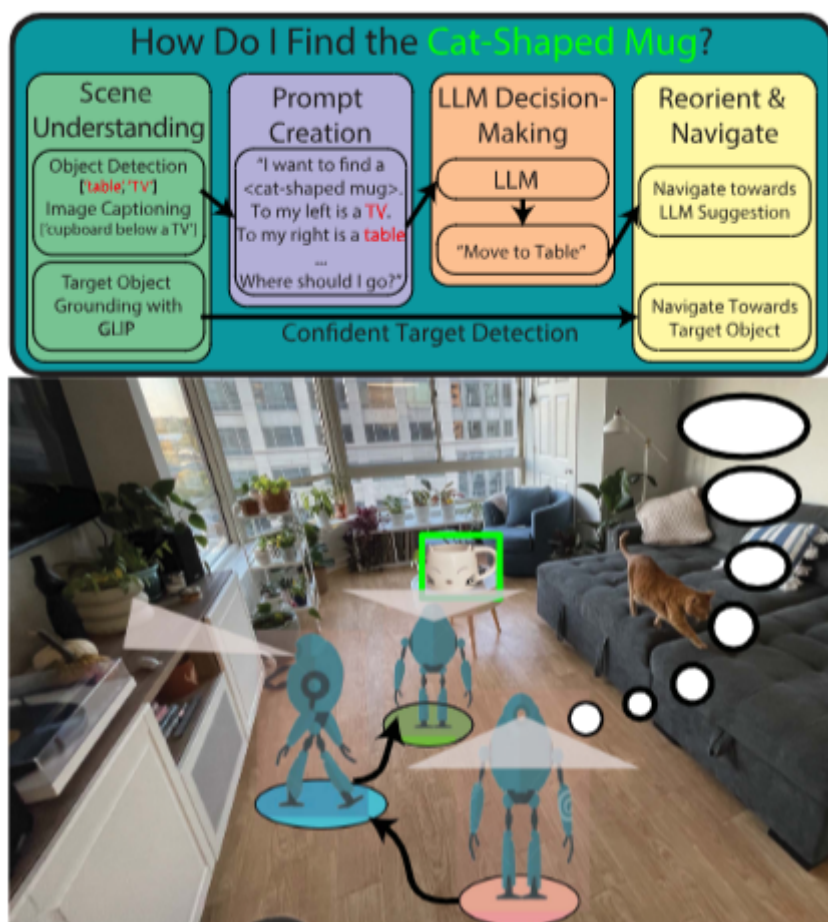 How Do I Find the Cat-Shaped Mug?
Scene
Understanding
Object Detection
['table','TV']
Image Captioning
['cupboard below a TV']
Target Object
Grounding with
GLIP
Prompt
Creation
"I want to find a
<cat-shaped mug>.
To my left is a TV.
To my right is a table
...
Where should I go?"
LLM Decision-
Making
LLM
"Move to Table"
Reorient &
Navigate
Navigate towards
LLM Suggestion
Navigate Towards
Target Object
Confident Target Detection